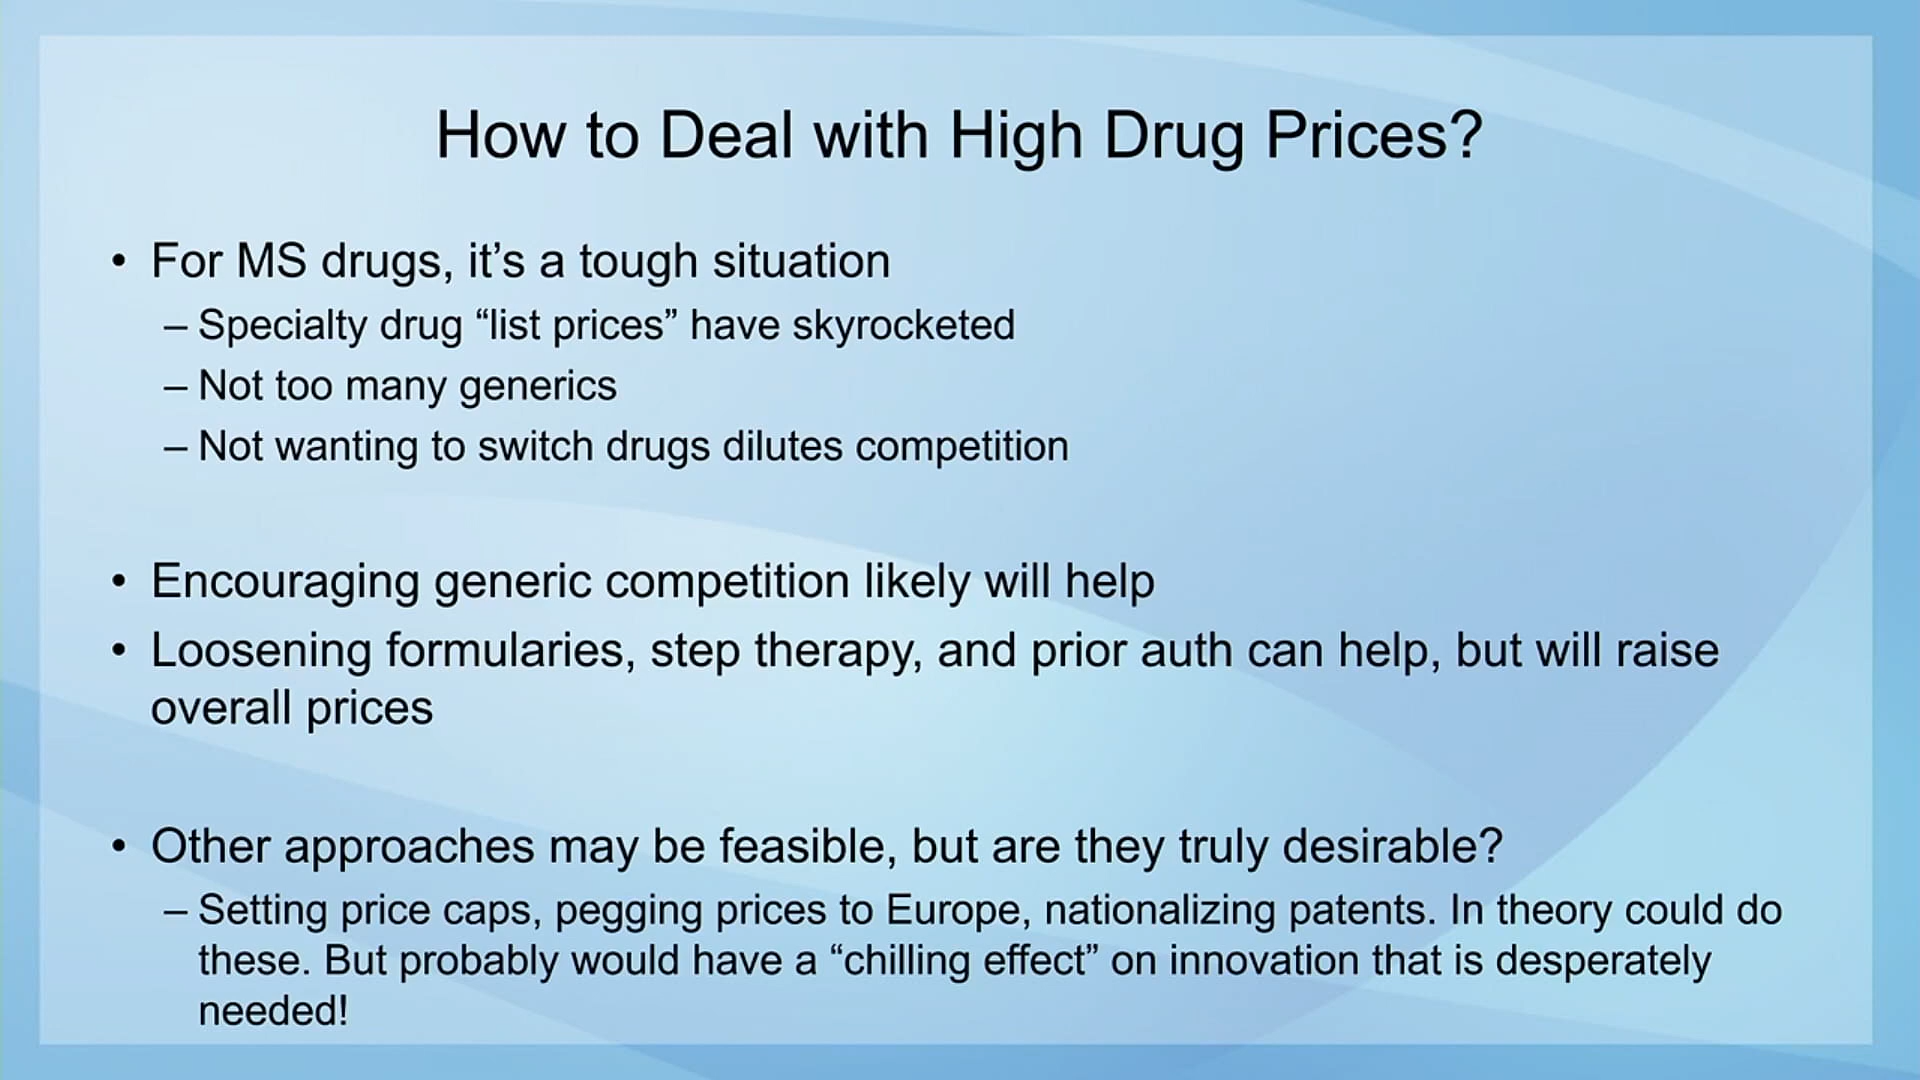 How to Deal with High Drug Prices?
• For MS drugs, it’s a tough situation
– Specialty drug “list prices” have skyrocketed
– Not too many generics
– Not wanting to switch drugs dilutes competition
• Encouraging generic competition likely will help
• Loosening formularies, step therapy, and prior auth can help, but will raise
overall prices
• Other approaches may be feasible, but are they truly desirable?
– Setting price caps, pegging prices to Europe, nationalizing patents. In theory could do
these. But probably would have a “chilling effect” on innovation that is desperately
needed!